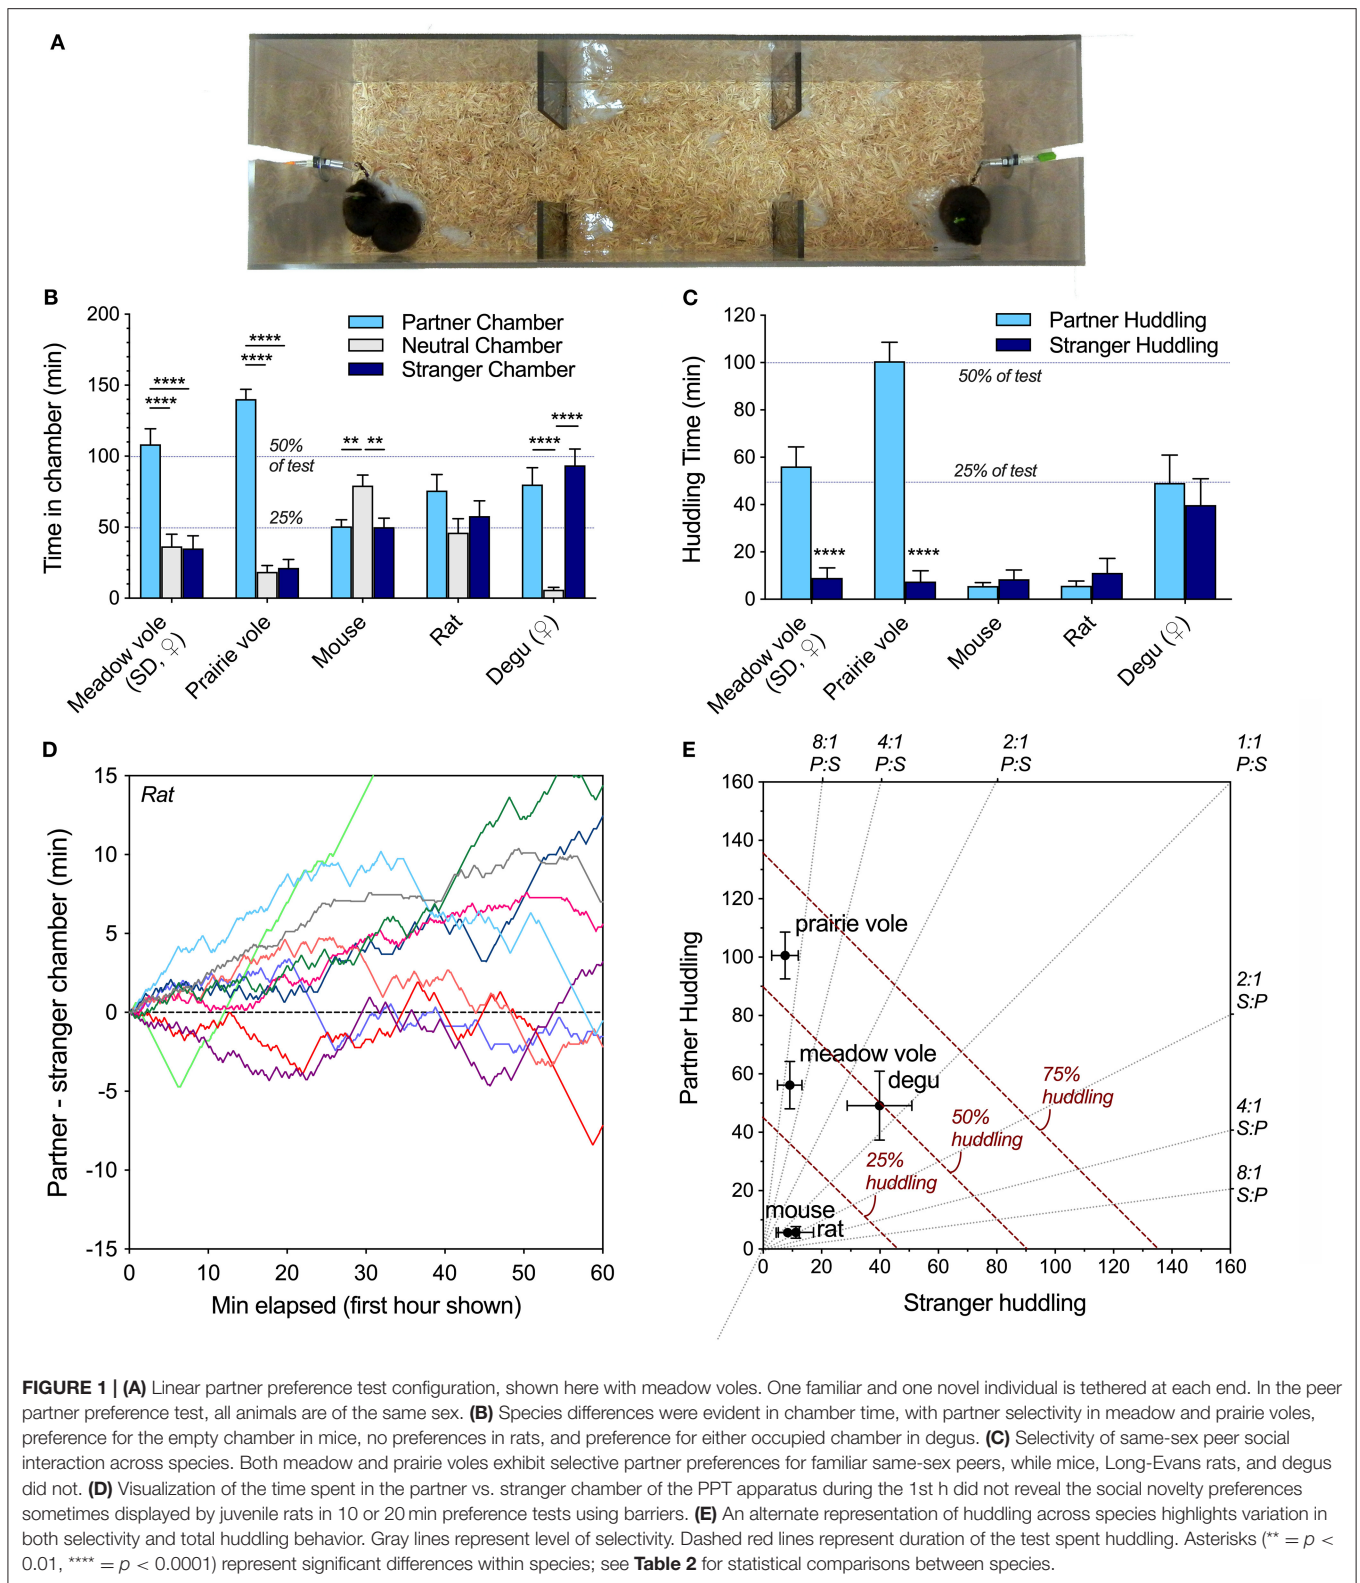 (A)
(B)
200
150
100
50
0
Time in chamber (min)
Partner Chamber
Neutral Chamber
Stranger Chamber
****
****
****
****
50%
of test
25%
**
**
****
****
Meadow vole
(SD, ♀)
Prairie vole
Mouse
Rat
Degu (♀)
C
120
100
80
60
40
20
0
Huddling Time (min)
Partner Huddling
Stranger Huddling
50% of test
25% of test
****
****
Meadow vole
(SD, ♀)
Prairie vole
Mouse
Rat
Degu (♀)
D
Rat
15
10
5
0
-5
-10
-15
Partner - stranger chamber (min)
0
10
20
30
40
50
60
Min elapsed (first hour shown)
E
8:1
P:S
4:1
P:S
2:1
P:S
1:1
P:S
160
140
120
100
80
60
40
20
0
Partner Huddling
prairie vole
meadow vole
degu
75%
huddling
50%
huddling
25%
huddling
mouse
rat
2:1
S:P
4:1
S:P
8:1
S:P
0
20
40
60
80
100
120
140
160
Stranger huddling
FIGURE 1 | (A) Linear partner preference test configuration, shown here with meadow voles. One familiar and one novel individual is tethered at each end. In the peer
partner preference test, all animals are of the same sex. (B) Species differences were evident in chamber time, with partner selectivity in meadow and prairie voles,
preference for the empty chamber in mice, no preferences in rats, and preference for either occupied chamber in degus. (C) Selectivity of same-sex peer social
interaction across species. Both meadow and prairie voles exhibit selective partner preferences for familiar same-sex peers, while mice, Long-Evans rats, and degus
did not. (D) Visualization of the time spent in the partner vs. stranger chamber of the PPT apparatus during the 1st h did not reveal the social novelty preferences
sometimes displayed by juvenile rats in 10 or 20 min preference tests using barriers. (E) An alternate representation of huddling across species highlights variation in
both selectivity and total huddling behavior. Gray lines represent level of selectivity. Dashed red lines represent duration of the test spent huddling. Asterisks (** = p <
0.01, **** = p < 0.0001) represent significant differences within species; see Table 2 for statistical comparisons between species.